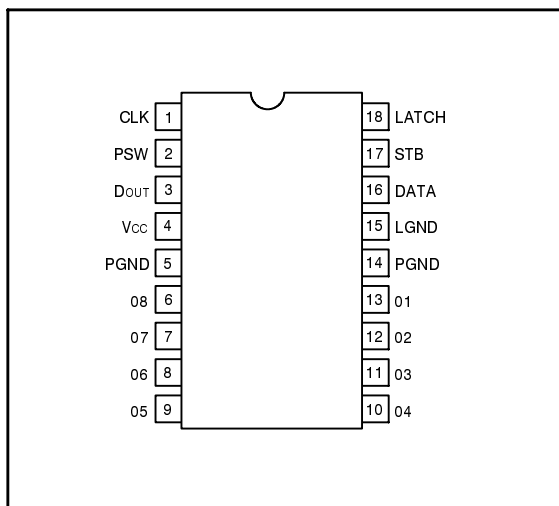 CLK 1 18 LATCH
PSW 2 17 STB
DOUT 3 16 DATA
VCC 4 15 LGND
PGND 5 14 PGND
08 6 13 01
07 7 12 02
06 8 11 03
05 9 10 04